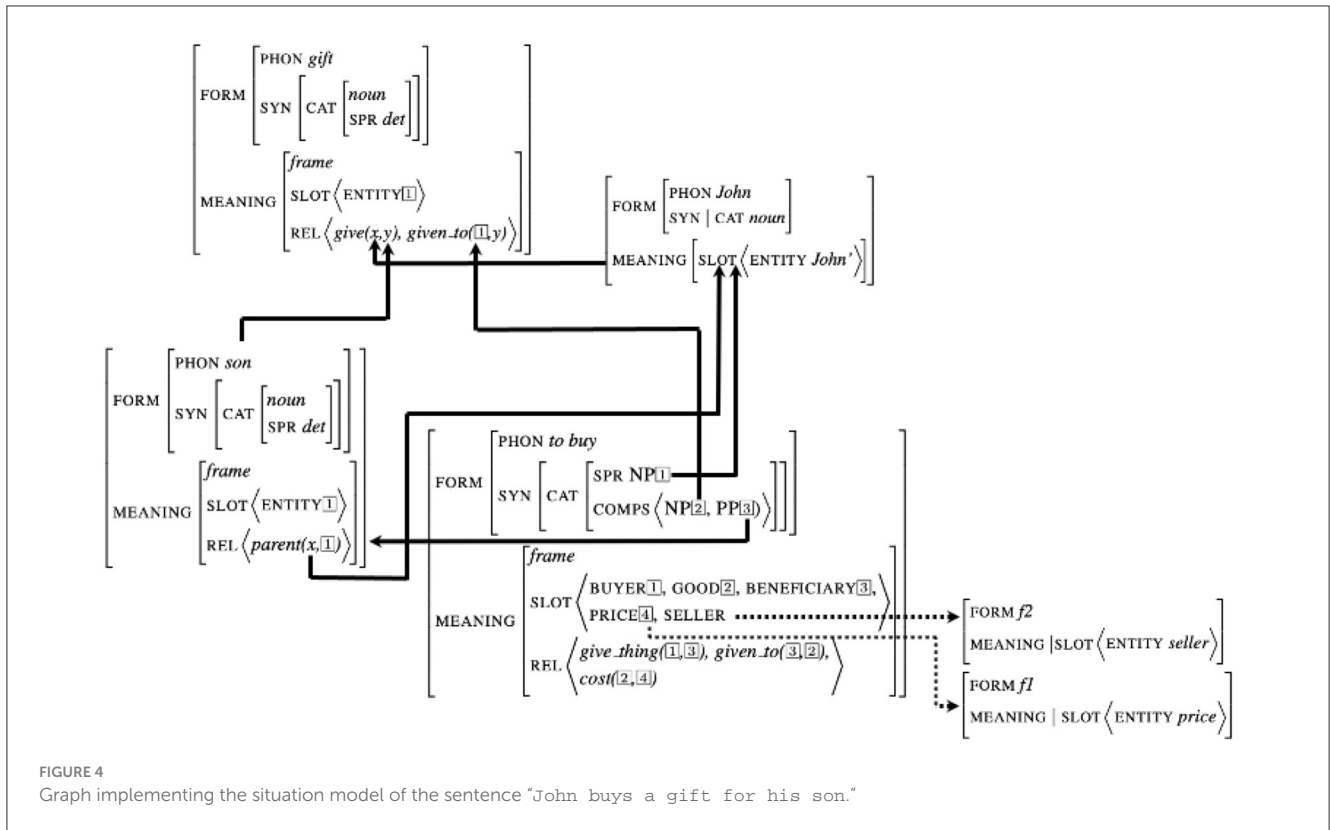 PHON gift
FORM
SYN CAT noun
SPR det
frame
SLOT⟨ENTITY1⟩
MEANING
REL⟨give(x,y), given_to(1,y)⟩
PHON John
FORM
SYN | CAT noun
MEANING SLOT⟨ENTITY John'⟩
PHON son
FORM
SYN CAT noun
SPR det
frame
SLOT⟨ENTITY1⟩
MEANING
REL⟨parent(x,1)⟩
PHON to buy
FORM
SPR NP1
SYN CAT
COMPS⟨NP2, PP3)⟩
frame
SLOT⟨BUYER1, GOOD2, BENEFICIARY3,
PRICE4, SELLER⟩
MEANING
REL⟨give_thing(1,3), given_to(3,2),
cost(2,4)⟩
FORM f2
MEANING |SLOT⟨ENTITY seller⟩
FORM f1
MEANING | SLOT⟨ENTITY price⟩
FIGURE 4
Graph implementing the situation model of the sentence “John buys a gift for his son.”